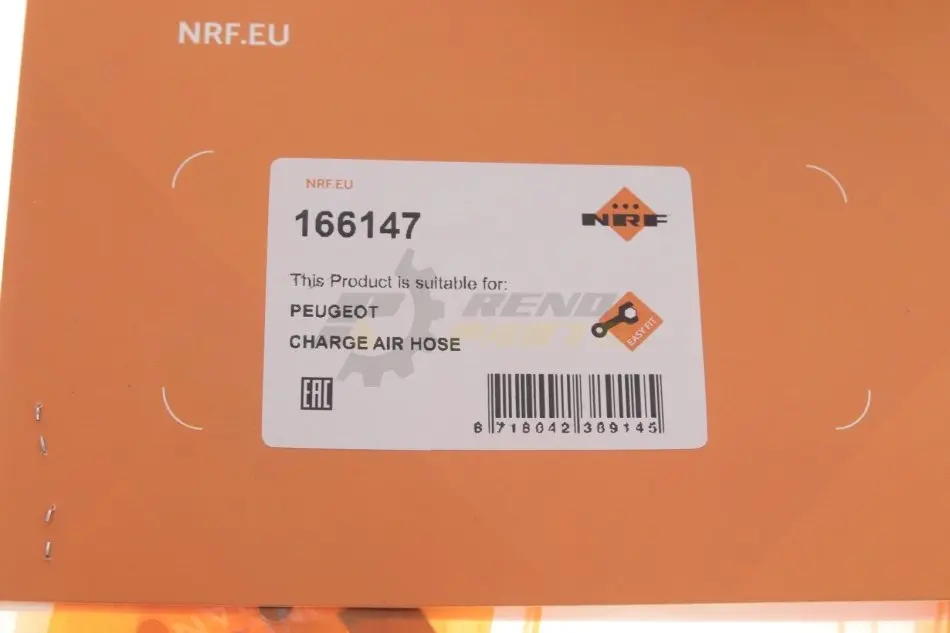 NRF.EU
NRF.EU
166147
NRF
This Product is suitable for:
PEUGEOT
CHARGE AIR HOSE
EASY FIT
EAC
8 718042 389145